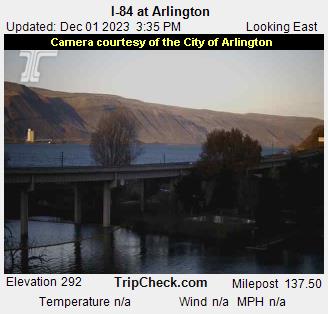 I-84 at Arlington
Updated: Dec 01 2023 3:35 PM Looking East
Camera courtesy of the City of Arlington
Elevation 292 TripCheck.com Milepost 137.50
Temperature n/a Wind n/a MPH n/a